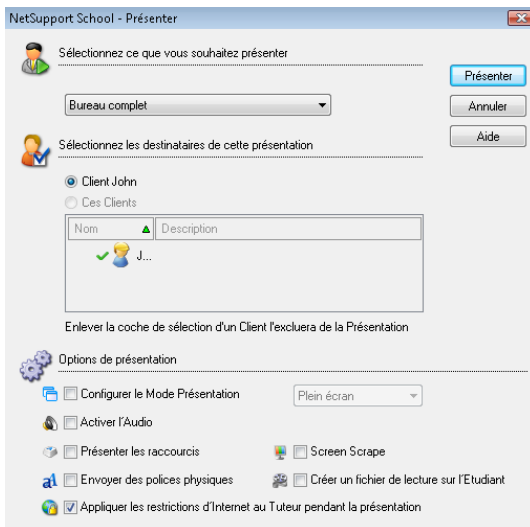 NetSupport School - Présenter
Sélectionnez ce que vous souhaitez présenter
Présenter
Bureau complet
Annuler
Aide
Sélectionnez les destinataires de cette présentation
Client John
Ces Clients
Nom Description
J...
Enlever la coche de sélection d'un Client l'excluera de la Présentation
Options de présentation
Configurer le Mode Présentation Plein écran
Activer l'Audio
Présenter les raccourcis Screen Scrape
Envoyer des polices physiques Créer un fichier de lecture sur l'Etudiant
Appliquer les restrictions d'Internet au Tuteur pendant la présentation